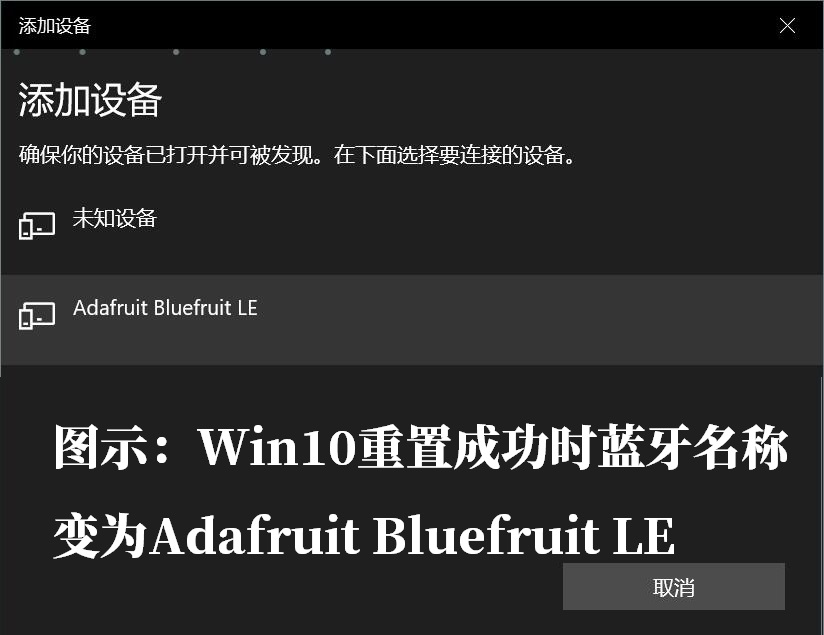 添加设备
添加设备
确保你的设备已打开并可被发现。在下面选择要连接的设备。
未知设备
Adafruit Bluefruit LE
图示：Win10重置成功时蓝牙名称
变为Adafruit Bluefruit LE
取消